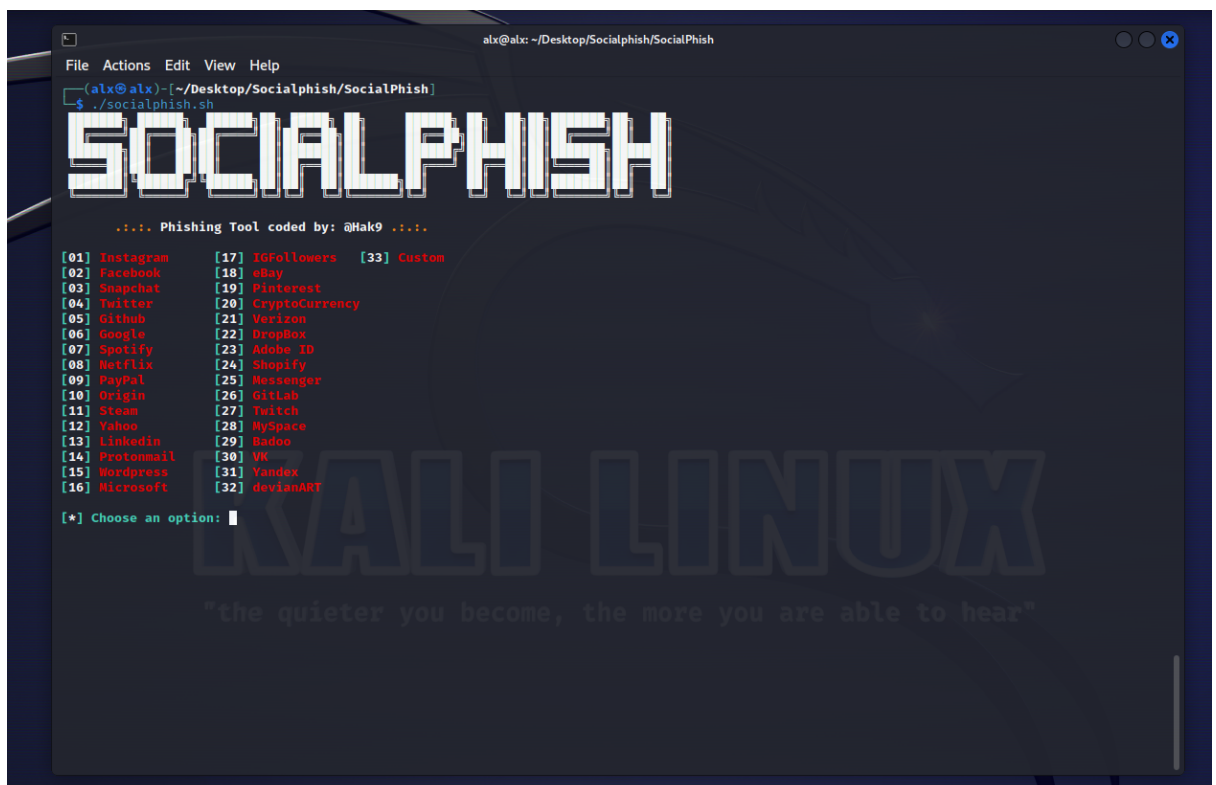 alx@alx: ~/Desktop/Socialphish/SocialPhish
File Actions Edit View Help
┌──(alx㉿alx)-[~/Desktop/Socialphish/SocialPhish]
└─$ ./socialphish.sh
SOCIAL PHISH
.:.:. Phishing Tool coded by: @Hak9 .:.:.
[01] Instagram [17] IGFollowers [33] Custom
[02] Facebook [18] eBay
[03] Snapchat [19] Pinterest
[04] Twitter [20] CryptoCurrency
[05] Github [21] Verizon
[06] Google [22] DropBox
[07] Spotify [23] Adobe ID
[08] Netflix [24] Shopify
[09] PayPal [25] Messenger
[10] Origin [26] GitLab
[11] Steam [27] Twitch
[12] Yahoo [28] MySpace
[13] Linkedin [29] Badoo
[14] Protonmail [30] VK
[15] Wordpress [31] Yandex
[16] Microsoft [32] devianART
[*] Choose an option:
KALI LINUX
"the quieter you become, the more you are able to hear"